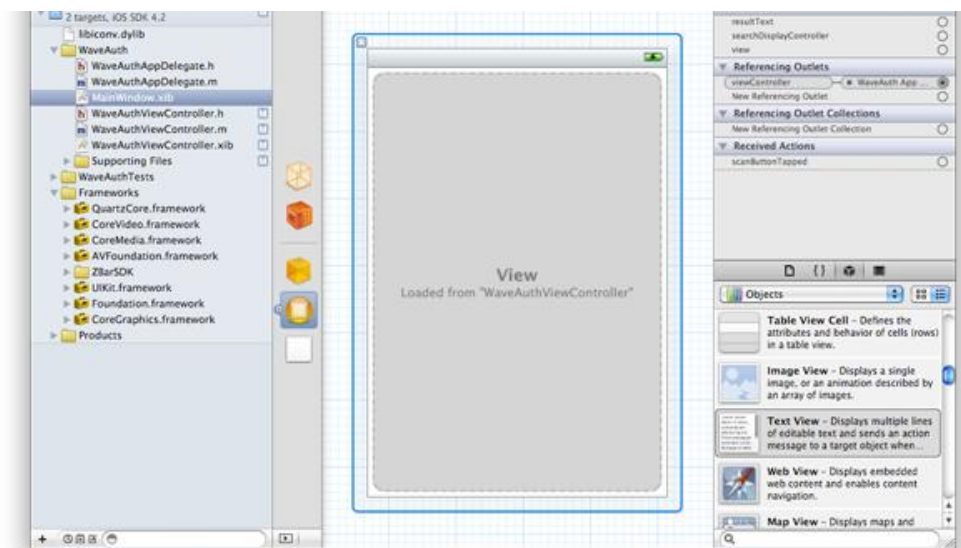 2 targets, iOS SDK 4.2
libiconv.dylib
WaveAuth
WaveAuthAppDelegate.h
WaveAuthAppDelegate.m
MainWindow.xib
WaveAuthViewController.h
WaveAuthViewController.m
WaveAuthViewController.xib
Supporting Files
WaveAuthTests
Frameworks
QuartzCore.framework
CoreVideo.framework
CoreMedia.framework
AVFoundation.framework
ZBarSDK
UIKit.framework
Foundation.framework
CoreGraphics.framework
Products
View
Loaded from "WaveAuthViewController"
resultText
searchDisplayController
view
Referencing Outlets
viewController WaveAuth App ...
New Referencing Outlet
Referencing Outlet Collections
New Referencing Outlet Collection
Received Actions
scanButtonTapped
{}
Objects
Table View Cell - Defines the
attributes and behavior of cells (rows)
in a table view.
Image View - Displays a single
image, or an animation described by
an array of images.
Text View - Displays multiple lines
of editable text and sends an action
message to a target object when...
Web View - Displays embedded
web content and enables content
navigation.
Map View - Displays maps and